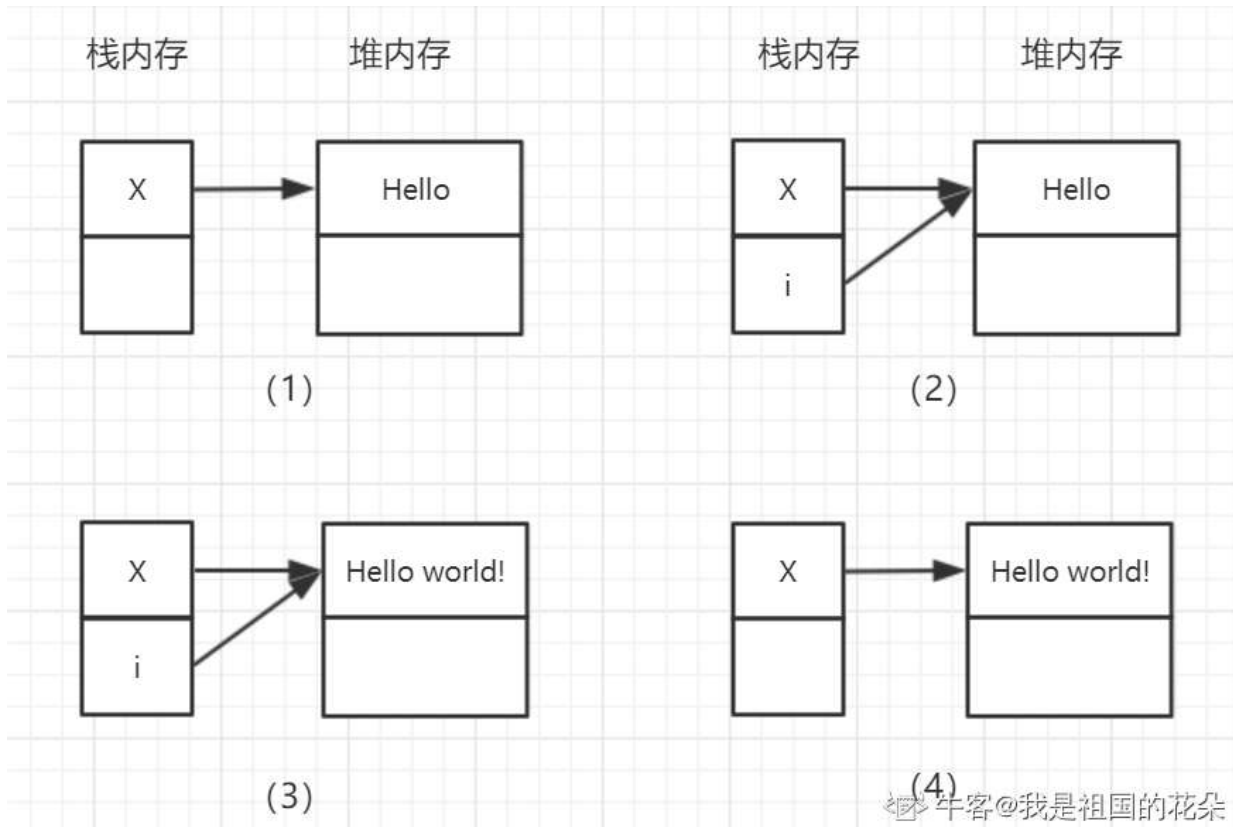 栈内存 堆内存 栈内存 堆内存
X Hello X Hello
i
(1) (2)
X Hello world! X Hello world!
i
(3) (4)
牛客@我是祖国的花朵